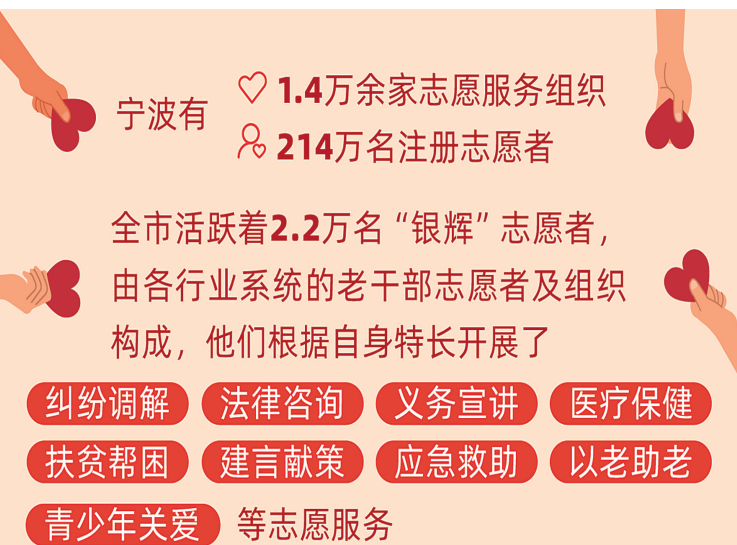 宁波有
1.4万余家志愿服务组织
214万名注册志愿者
全市活跃着2.2万名“银辉”志愿者，
由各行业系统的老干部志愿者及组织
构成，他们根据自身特长开展了
纠纷调解 法律咨询 义务宣讲 医疗保健
扶贫帮困 建言献策 应急救助 以老助老
青少年关爱 等志愿服务